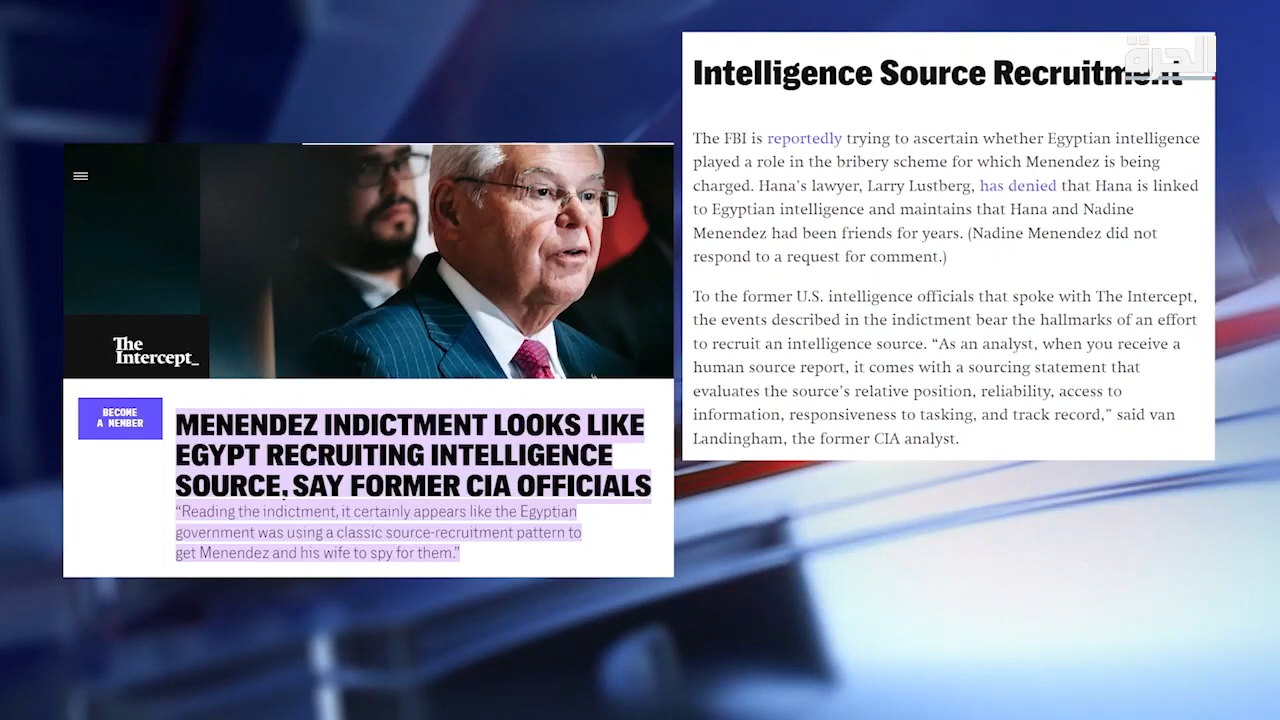 The
Intercept_
BECOME
A MEMBER
MENENDEZ INDICTMENT LOOKS LIKE
EGYPT RECRUITING INTELLIGENCE
SOURCE, SAY FORMER CIA OFFICIALS
“Reading the indictment, it certainly appears like the Egyptian
government was using a classic source-recruitment pattern to
get Menendez and his wife to spy for them.”
الحرة
Intelligence Source Recruitment
The FBI is reportedly trying to ascertain whether Egyptian intelligence
played a role in the bribery scheme for which Menendez is being
charged. Hana’s lawyer, Larry Lustberg, has denied that Hana is linked
to Egyptian intelligence and maintains that Hana and Nadine
Menendez had been friends for years. (Nadine Menendez did not
respond to a request for comment.)
To the former U.S. intelligence officials that spoke with The Intercept,
the events described in the indictment bear the hallmarks of an effort
to recruit an intelligence source. “As an analyst, when you receive a
human source report, it comes with a sourcing statement that
evaluates the source’s relative position, reliability, access to
information, responsiveness to tasking, and track record,” said van
Landingham, the former CIA analyst.